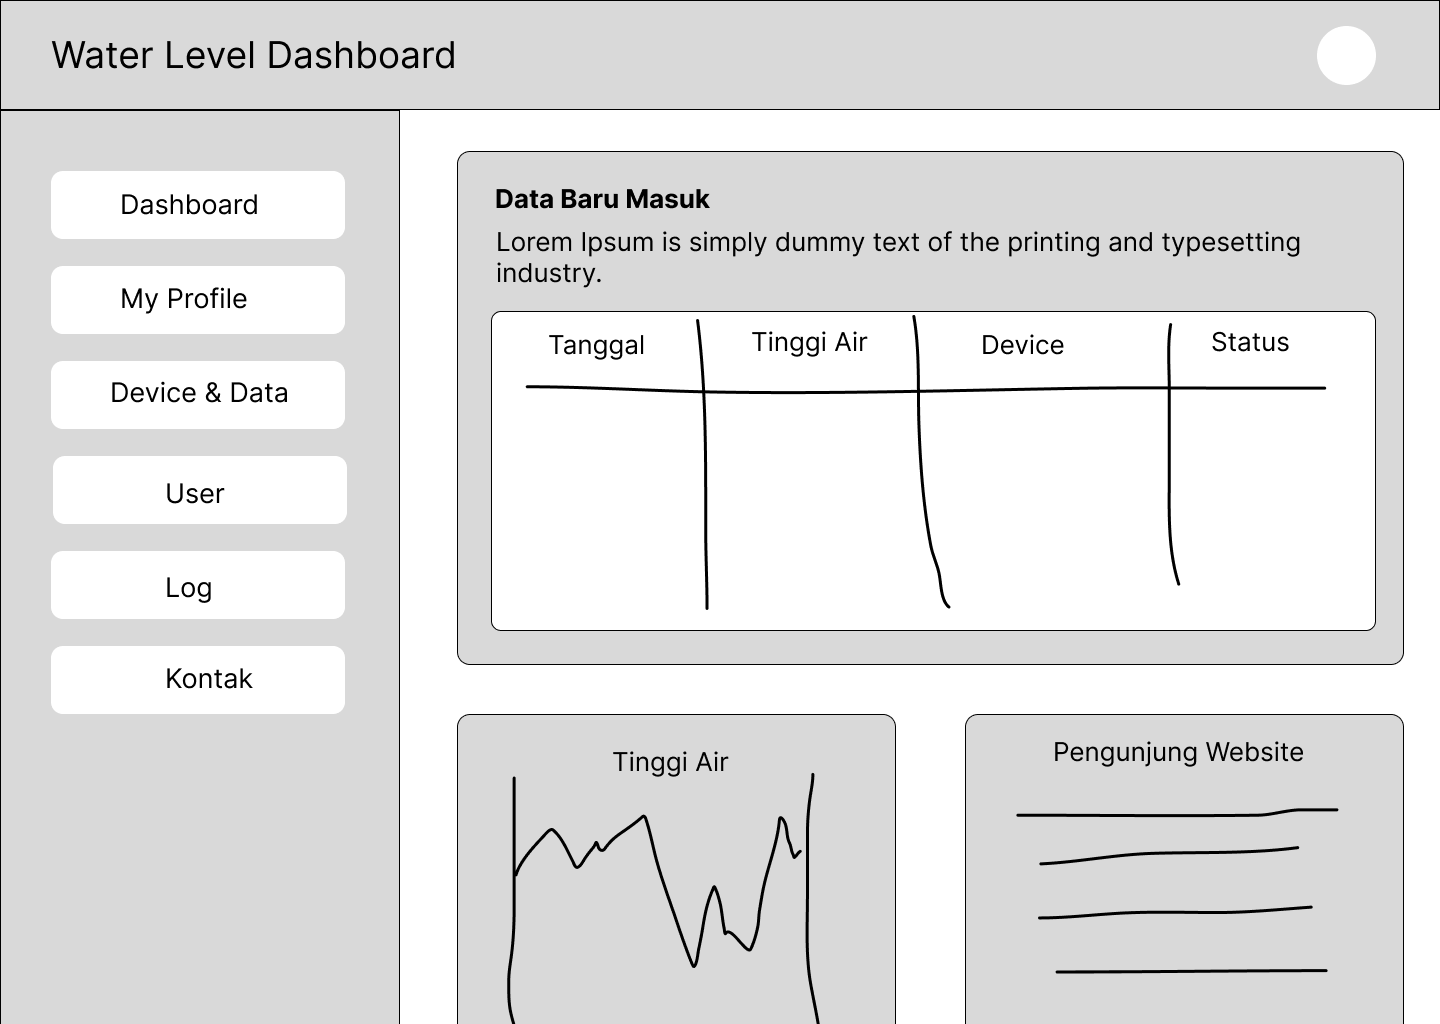 Water Level Dashboard
Dashboard
My Profile
Device & Data
User
Log
Kontak
Data Baru Masuk
Lorem Ipsum is simply dummy text of the printing and typesetting
industry.
Tanggal
Tinggi Air
Device
Status
Tinggi Air
Pengunjung Website